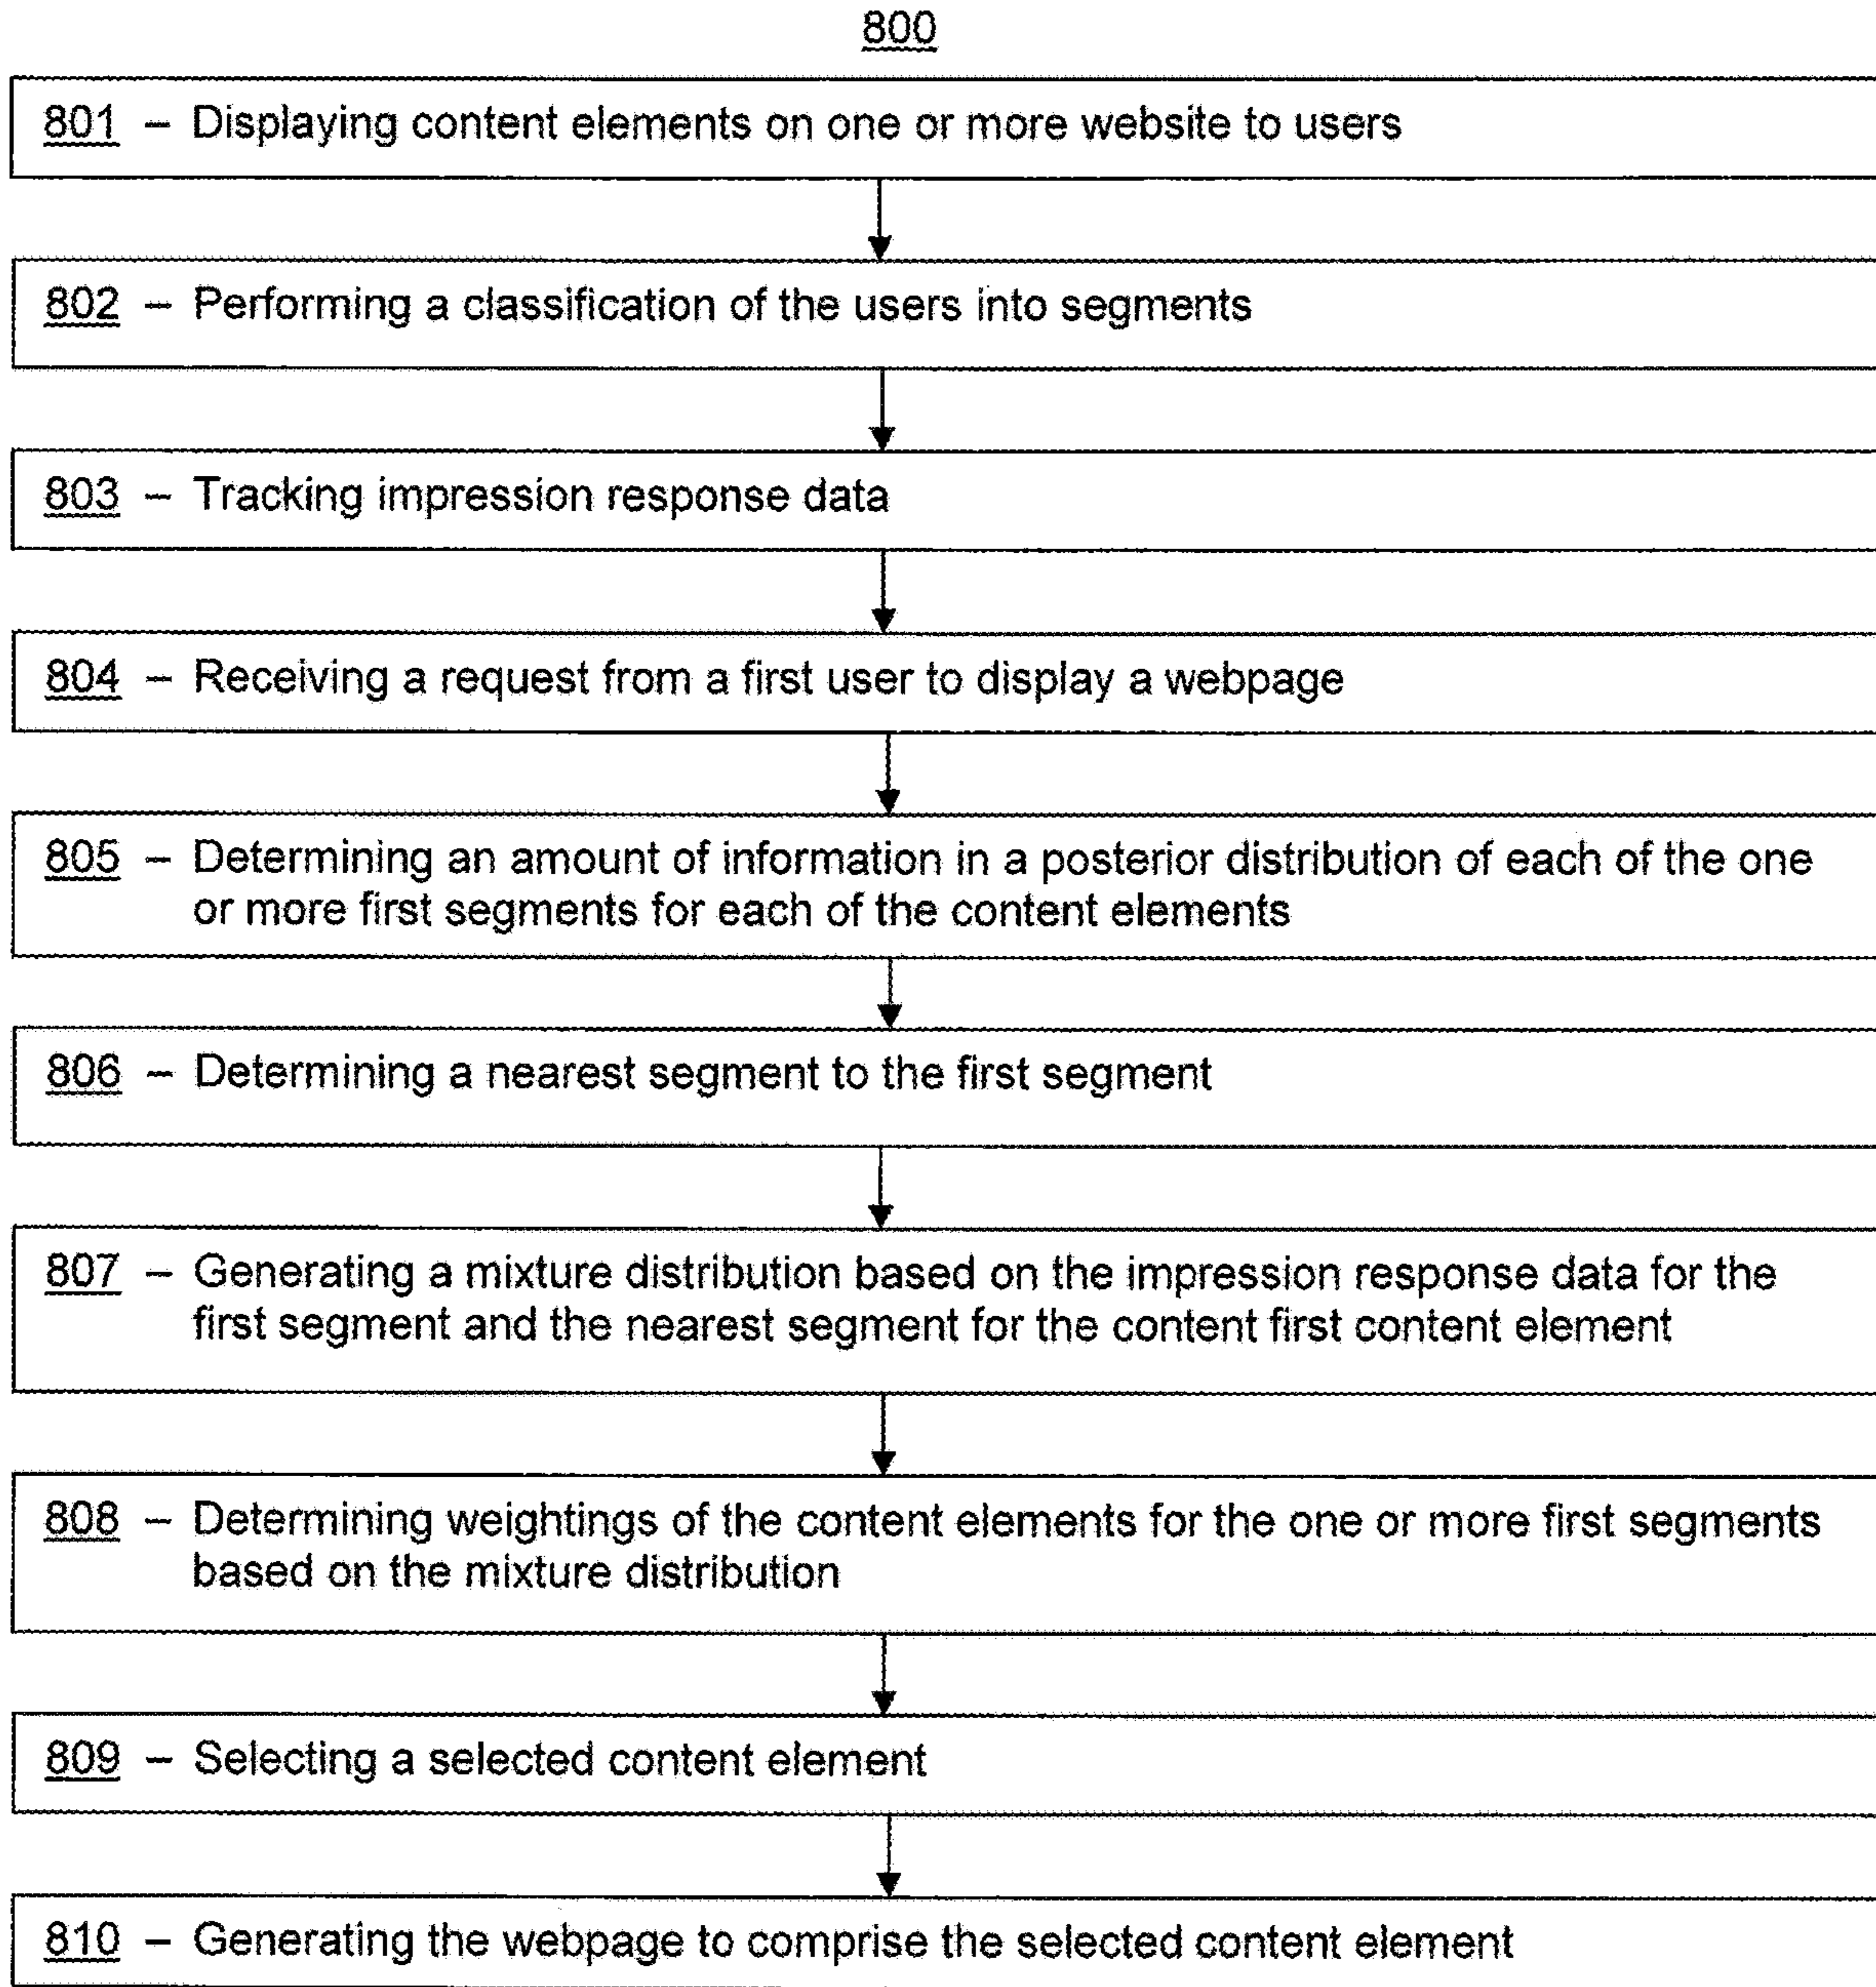 800
801 – Displaying content elements on one or more website to users
802 – Performing a classification of the users into segments
803 – Tracking impression response data
804 – Receiving a request from a first user to display a webpage
805 – Determining an amount of information in a posterior distribution of each of the one
or more first segments for each of the content elements
806 – Determining a nearest segment to the first segment
807 – Generating a mixture distribution based on the impression response data for the
first segment and the nearest segment for the content first content element
808 – Determining weightings of the content elements for the one or more first segments
based on the mixture distribution
809 – Selecting a selected content element
810 – Generating the webpage to comprise the selected content element